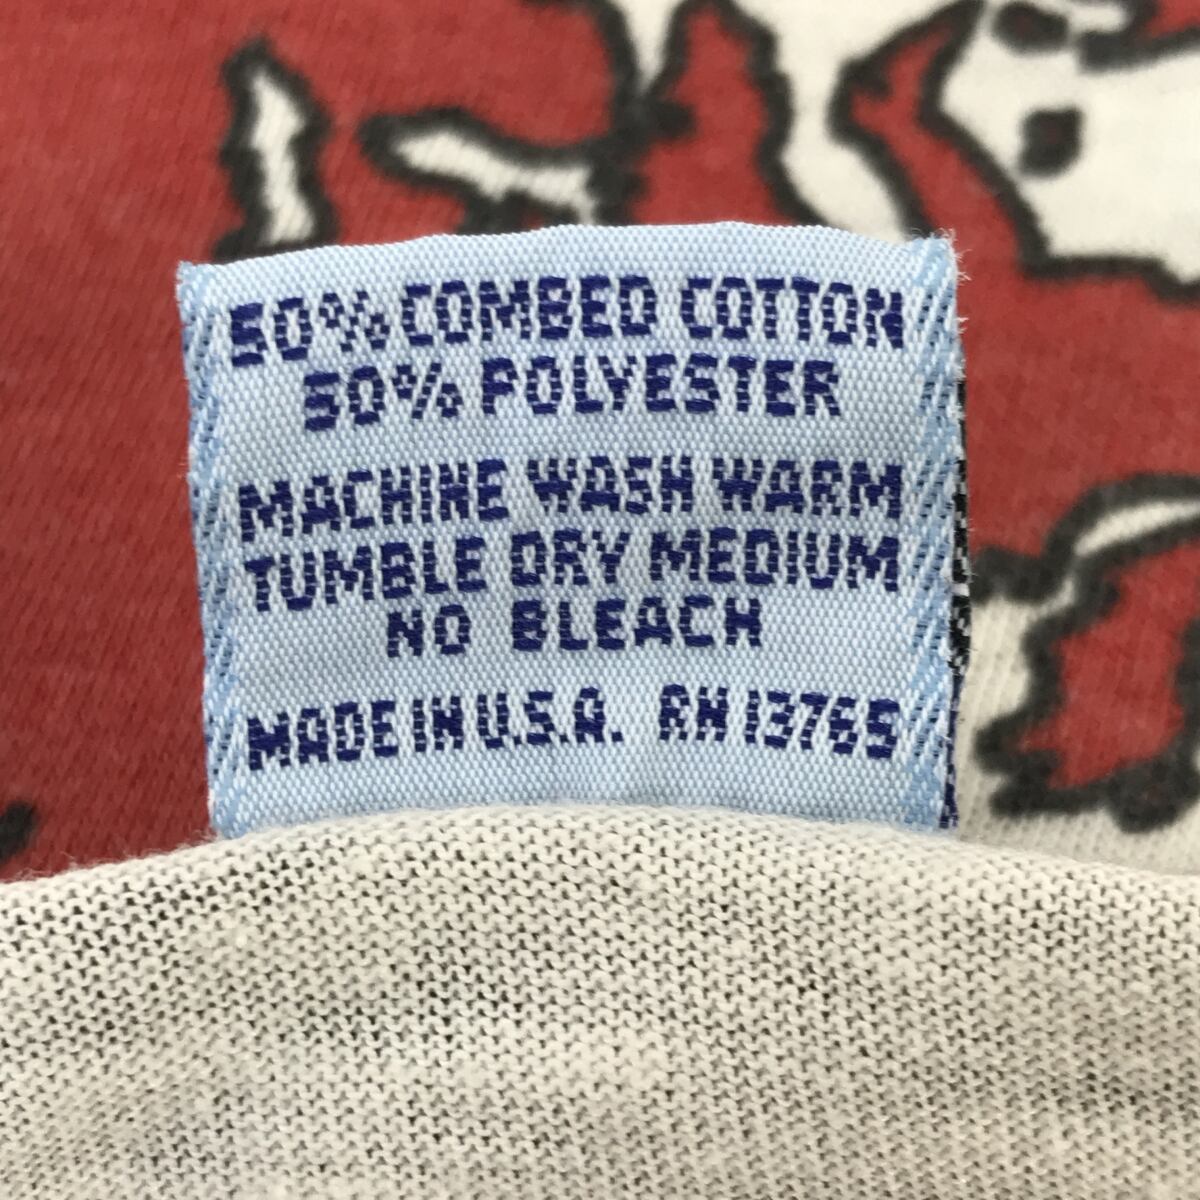 50% COMBED COTTON
50% POLYESTER
MACHINE WASH WARM
TUMBLE DRY MEDIUM
NO BLEACH
MADE IN U.S.A. RN 13765